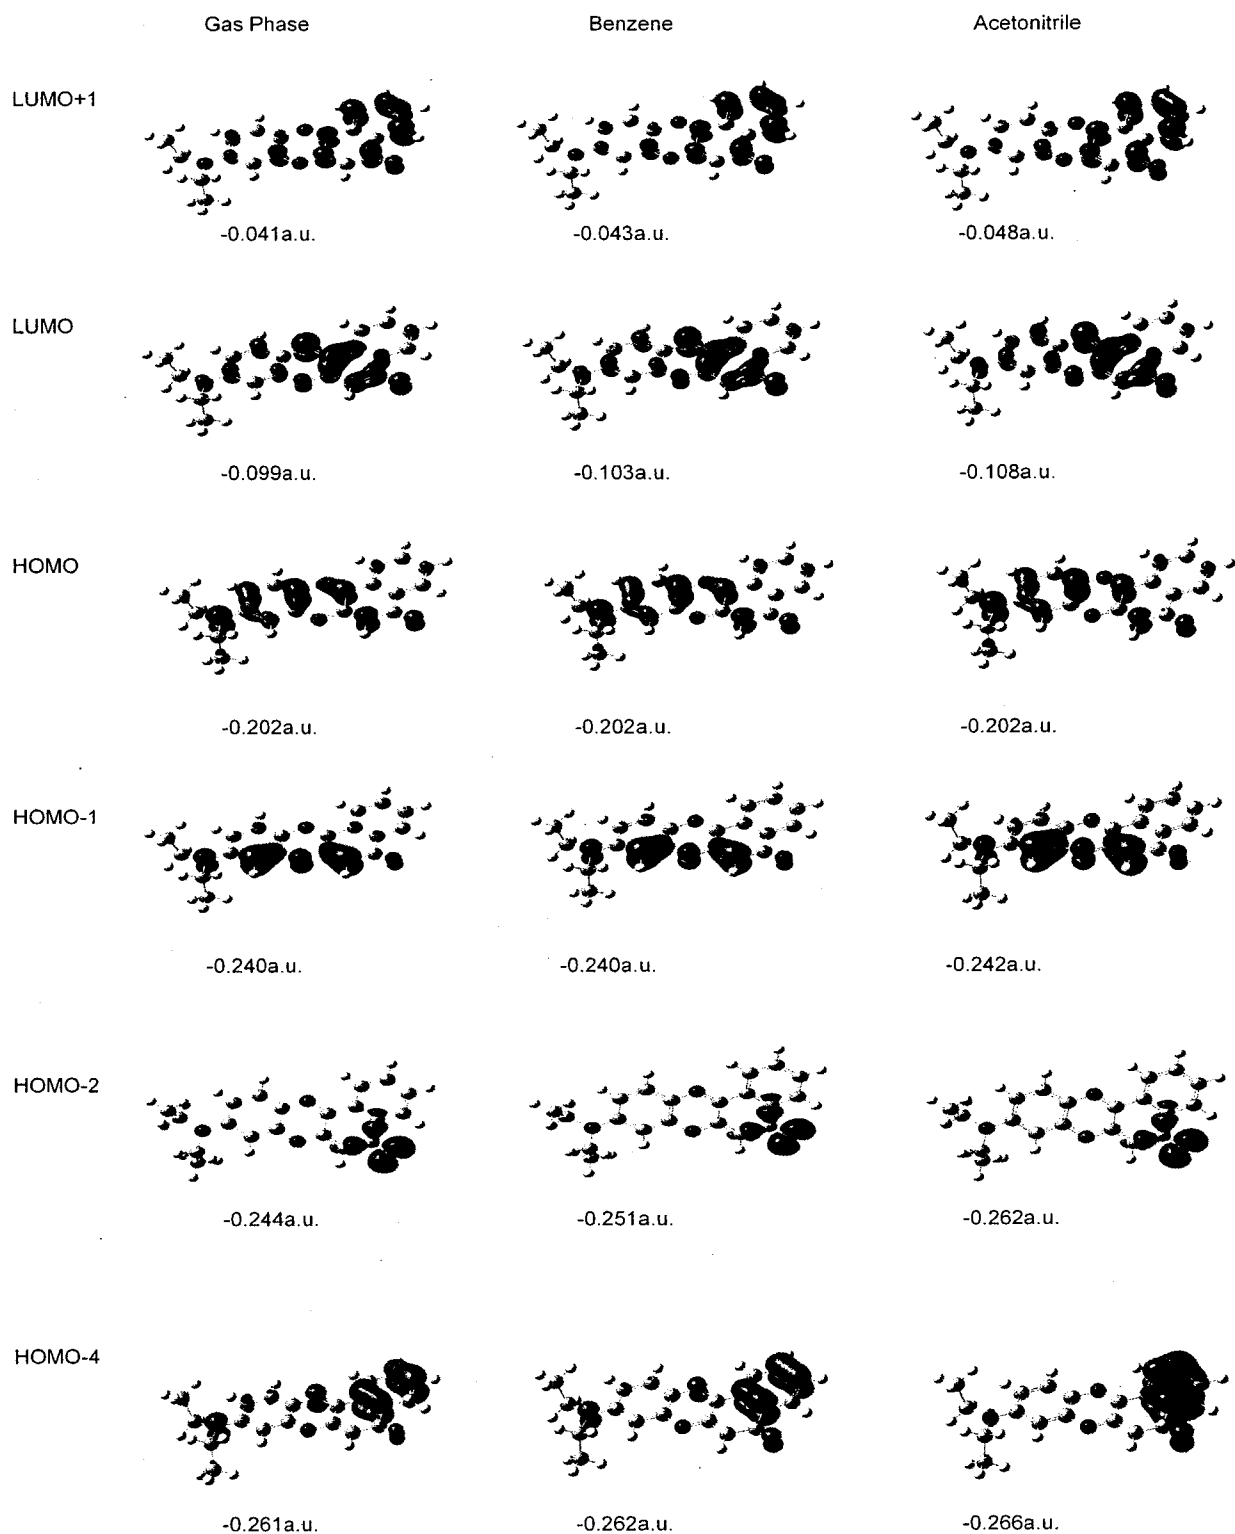 Gas Phase Benzene Acetonitrile
LUMO+1
-0.041a.u. -0.043a.u. -0.048a.u.
LUMO
-0.099a.u. -0.103a.u. -0.108a.u.
HOMO
-0.202a.u. -0.202a.u. -0.202a.u.
HOMO-1
-0.240a.u. -0.240a.u. -0.242a.u.
HOMO-2
-0.244a.u. -0.251a.u. -0.262a.u.
HOMO-4
-0.261a.u. -0.262a.u. -0.266a.u.